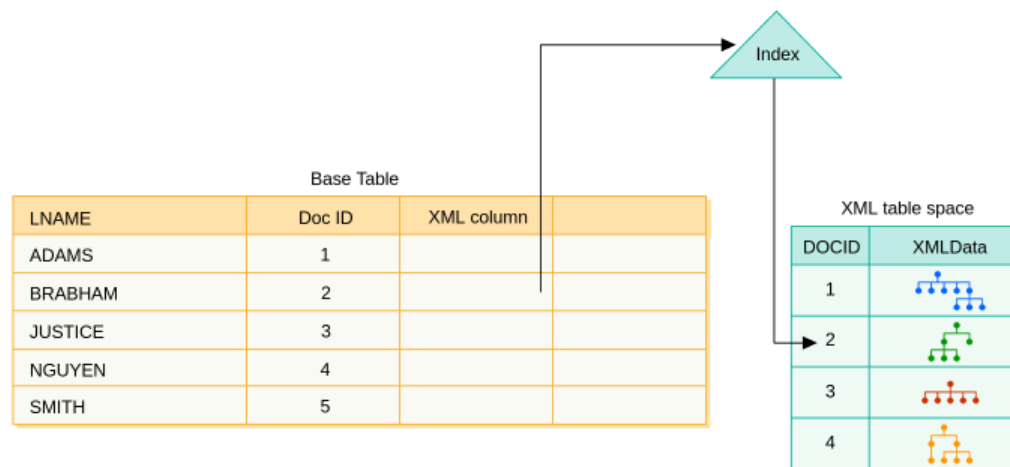 Index
Base Table
LNAME Doc ID XML column
ADAMS 1
BRABHAM 2
JUSTICE 3
NGUYEN 4
SMITH 5
XML table space
DOCID XMLData
1
2
3
4